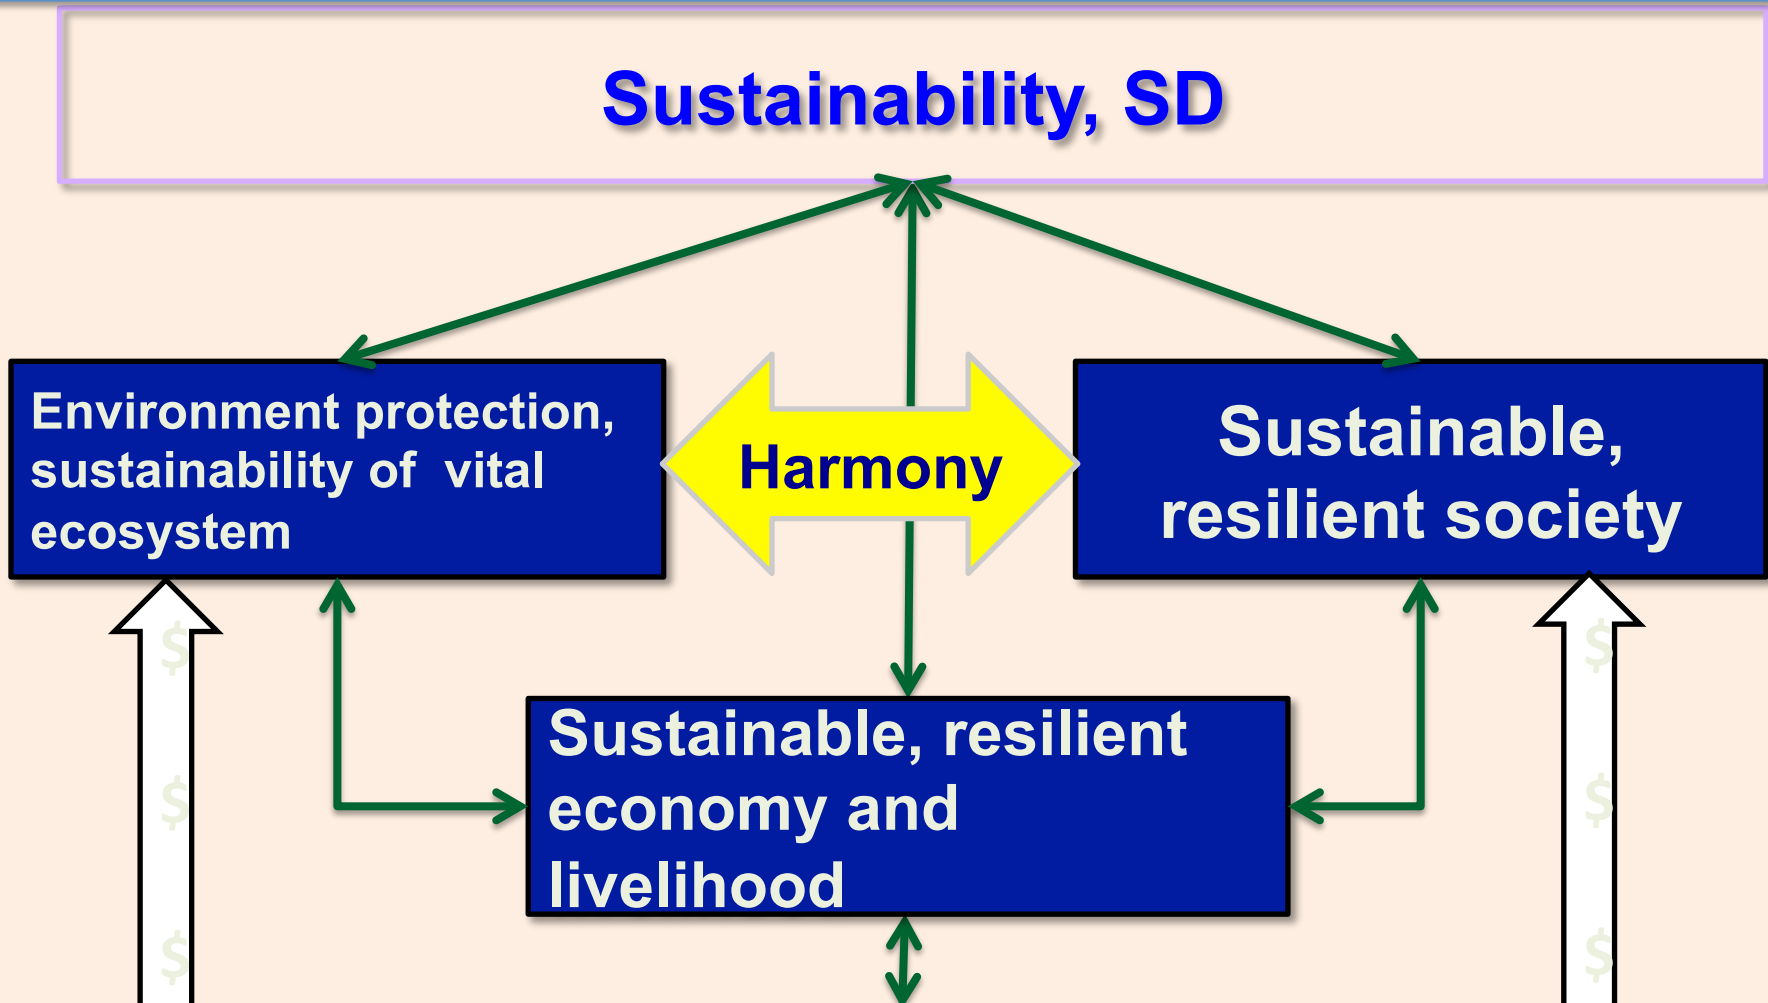 Sustainability, SD
Environment protection,
sustainability of vital
ecosystem
Harmony
Sustainable,
resilient society
$
$
$
$
$
$
Sustainable, resilient
economy and
livelihood